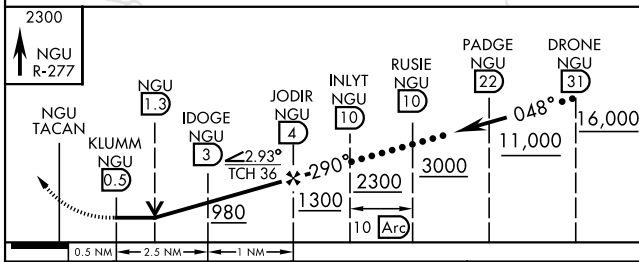 2300
NGU
R-277
NGU
TACAN
KLUMM
NGU
0.5
NGU
1.3
IDOGE
NGU
3
JODIR
NGU
4
INLYT
NGU
10
RUSIE
NGU
10
PADGE
NGU
22
DRONE
NGU
31
2.93°
TCH 36
290°
048°
980
1300
2300
3000
11,000
16,000
10 Arc
0.5 NM
2.5 NM
1 NM